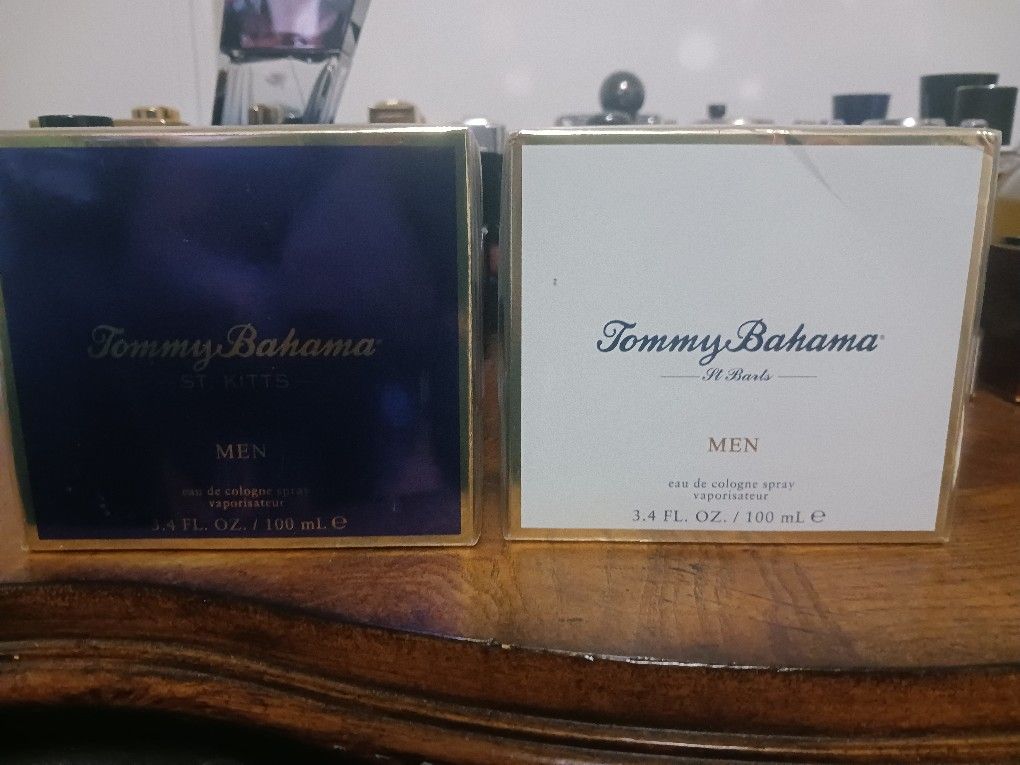 Tommy Bahama
ST. KITTS
MEN
eau de cologne spray
vaporisateur
3.4 FL. OZ. / 100 mL ℮
Tommy Bahama®
St Barts
MEN
eau de cologne spray
vaporisateur
3.4 FL. OZ. / 100 mL ℮